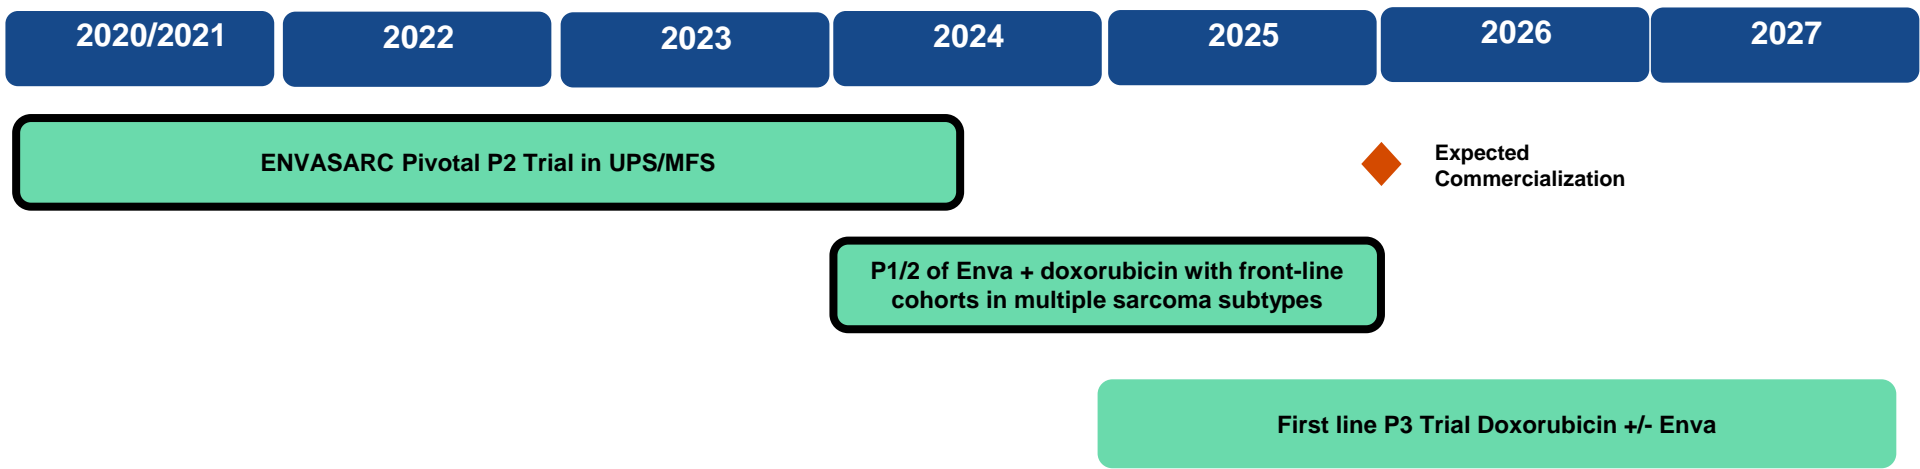 2020/2021
2022
2023
2024
2025
2026
2027
ENVASARC Pivotal P2 Trial in UPS/MFS
Expected
Commercialization
P1/2 of Enva + doxorubicin with front-line
cohorts in multiple sarcoma subtypes
First line P3 Trial Doxorubicin +/- Enva